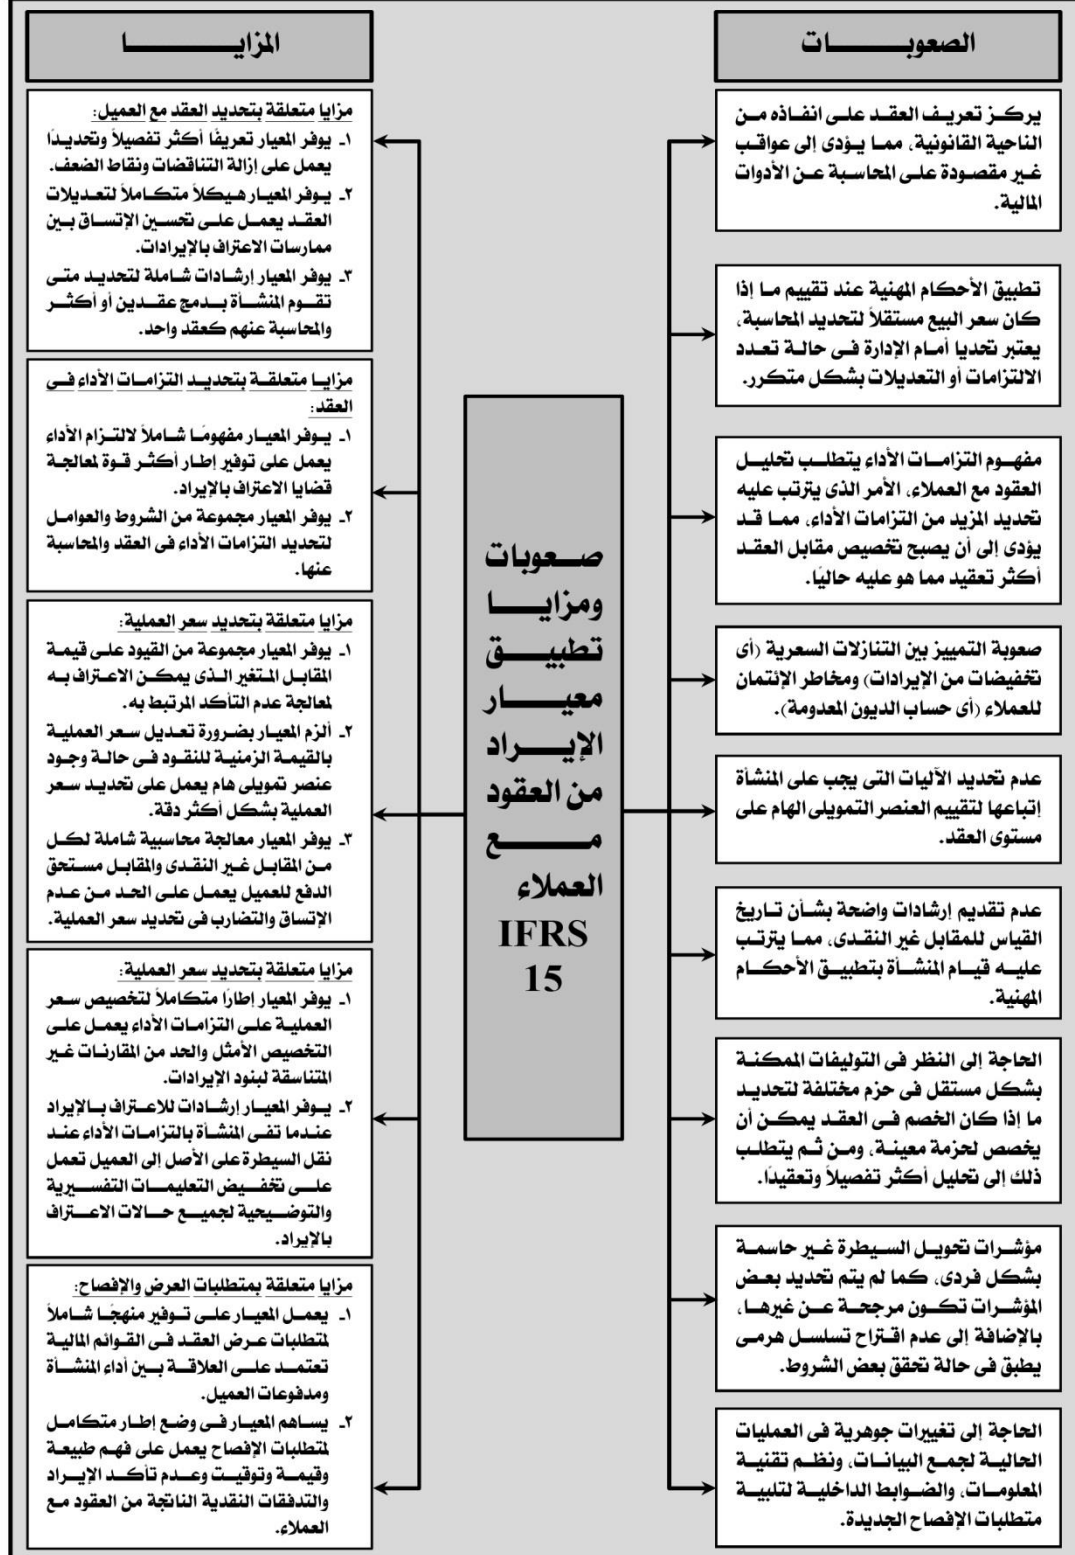 الصعوبــــات
يركز تعريف العقد على انفاذه من
الناحية القانونية، مما يؤدى إلى عواقب
غير مقصودة على المحاسبة عن الأدوات
المالية.
تطبيق الأحكام المهنية عند تقييم ما إذا
كان سعر البيع مستقلاً لتحديد المحاسبة،
يعتبر تحديا أمام الإدارة فى حالة تعدد
الالتزامات أو التعديلات بشكل متكرر.
مفهوم التزامات الأداء يتطلب تحليل
العقود مع العملاء، الأمر الذى يترتب عليه
تحديد المزيد من التزامات الأداء، مما قد
يؤدى إلى أن يصبح تخصيص مقابل العقد
أكثر تعقيد مما هو عليه حاليًا.
صعوبة التمييز بين التنازلات السعرية (أى
تخفيضات من الإيرادات) ومخاطر الإئتمان
للعملاء (أى حساب الديون المعدومة).
عدم تحديد الآليات التى يجب على المنشأة
إتباعها لتقييم العنصر التمويلى الهام على
مستوى العقد.
عدم تقديم إرشادات واضحة بشأن تاريخ
القياس للمقابل غير النقدى، مما يترتب
عليه قيام المنشأة بتطبيق الأحكام
المهنية.
الحاجة إلى النظر فى التوليفات الممكنة
بشكل مستقل فى حزم مختلفة لتحديد
ما إذا كان الخصم فى العقد يمكن أن
يخصص لحزمة معينة، ومن ثم يتطلب
ذلك إلى تحليل أكثر تفصيلاً وتعقيدًا.
مؤشرات تحويل السيطرة غير حاسمة
بشكل فردى، كما لم يتم تحديد بعض
المؤشرات تكون مرجحة عن غيرها،
بالإضافة إلى عدم اقتراح تسلسل هرمى
يطبق فى حالة تحقق بعض الشروط.
الحاجة إلى تغييرات جوهرية فى العمليات
الحالية لجمع البيانات، ونظم تقنية
المعلومات، والضوابط الداخلية لتلبية
متطلبات الإفصاح الجديدة.
صعوبات
ومزايا
تطبيق
معيار
الإيراد
من العقود
مع
العملاء
IFRS
15
المزايــــا
مزايا متعلقة بتحديد العقد مع العميل:
١ـ يوفر المعيار تعريفًا أكثر تفصيلاً وتحديدًا
يعمل على إزالة التناقضات ونقاط الضعف.
٢ـ يوفر المعيار هيكلاً متكاملاً لتعديلات
العقد يعمل على تحسين الإتساق بين
ممارسات الاعتراف بالإيرادات.
٣ـ يوفر المعيار إرشادات شاملة لتحديد متى
تقوم المنشأة بدمج عقدين أو أكثر
والمحاسبة عنهم كعقد واحد.
مزايا متعلقة بتحديد التزامات الأداء فى
العقد:
١ـ يوفر المعيار مفهومًا شاملاً لالتزام الأداء
يعمل على توفير إطار أكثر قوة لمعالجة
قضايا الاعتراف بالإيراد.
٢ـ يوفر المعيار مجموعة من الشروط والعوامل
لتحديد التزامات الأداء فى العقد والمحاسبة
عنها.
مزايا متعلقة بتحديد سعر العملية:
١ـ يوفر المعيار مجموعة من القيود على قيمة
المقابل المتغير الذى يمكن الاعتراف به
لمعالجة عدم التأكد المرتبط به.
٢ـ ألزم المعيار بضرورة تعديل سعر العملية
بالقيمة الزمنية للنقود فى حالة وجود
عنصر تمويلى هام يعمل على تحديد سعر
العملية بشكل أكثر دقة.
٣ـ يوفر المعيار معالجة محاسبية شاملة لكل
من المقابل غير النقدى والمقابل مستحق
الدفع للعميل يعمل على الحد من عدم
الإتساق والتضارب فى تحديد سعر العملية.
مزايا متعلقة بتحديد سعر العملية:
١ـ يوفر المعيار إطارًا متكاملاً لتخصيص سعر
العملية على التزامات الأداء يعمل على
التخصيص الأمثل والحد من المقارنات غير
المتناسقة لبنود الإيرادات.
٢ـ يوفر المعيار إرشادات للاعتراف بالإيراد
عندما تفى المنشأة بالتزامات الأداء عند
نقل السيطرة على الأصل إلى العميل تعمل
على تخفيض التعليمات التفسيرية
والتوضيحية لجميع حالات الاعتراف
بالإيراد.
مزايا متعلقة بمتطلبات العرض والإفصاح:
١ـ يعمل المعيار على توفير منهجًا شاملاً
لمتطلبات عرض العقد فى القوائم المالية
تعتمد على العلاقة بين أداء المنشأة
ومدفوعات العميل.
٢ـ يساهم المعيار فى وضع إطار متكامل
لمتطلبات الإفصاح يعمل على فهم طبيعة
وقيمة وتوقيت وعدم تأكد الإيراد
والتدفقات النقدية الناتجة من العقود مع
العملاء.